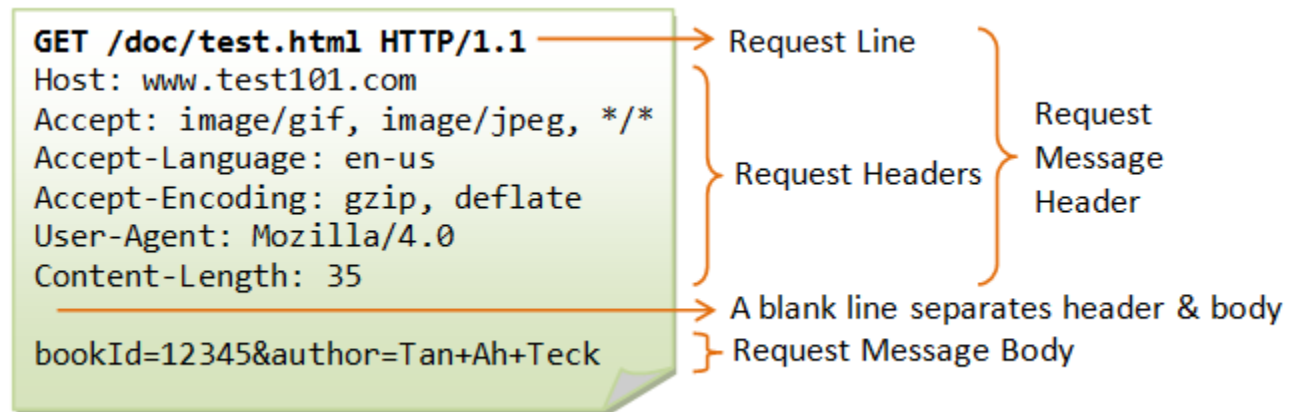 GET /doc/test.html HTTP/1.1
Host: www.test101.com
Accept: image/gif, image/jpeg, */*
Accept-Language: en-us
Accept-Encoding: gzip, deflate
User-Agent: Mozilla/4.0
Content-Length: 35
bookId=12345&author=Tan+Ah+Teck
Request Line
Request Headers
Request
Message
Header
A blank line separates header & body
Request Message Body